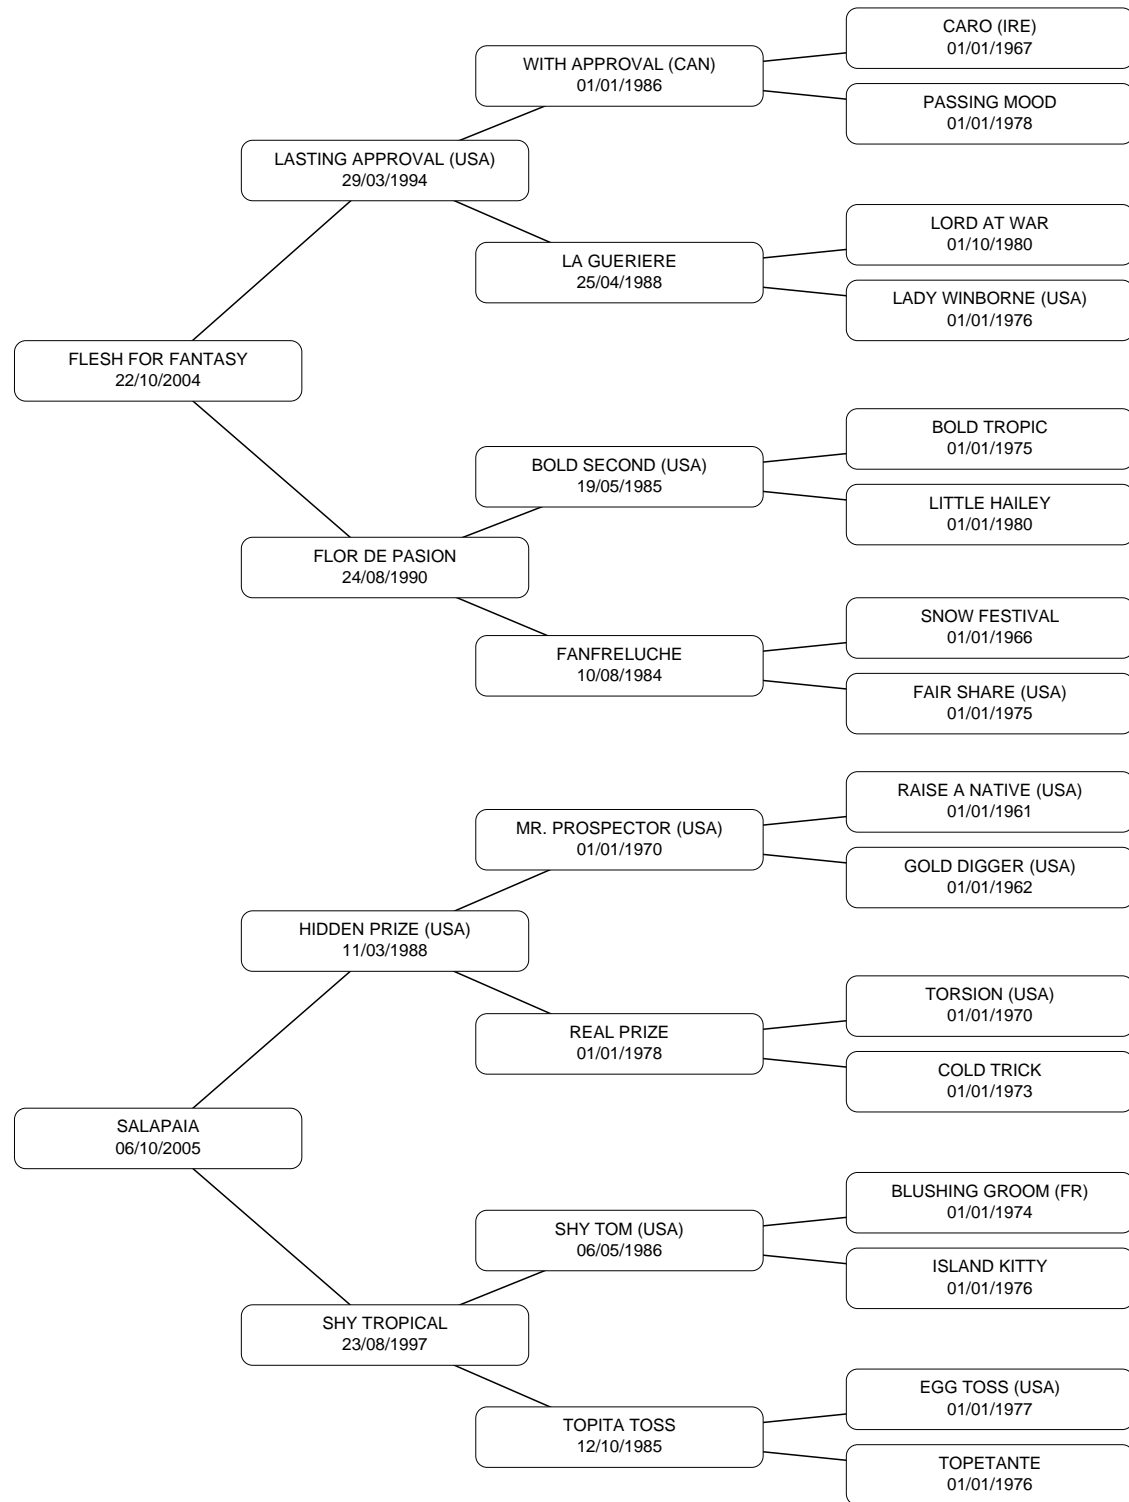 CARO (IRE)
01/01/1967
WITH APPROVAL (CAN)
01/01/1986
PASSING MOOD
01/01/1978
LASTING APPROVAL (USA)
29/03/1994
LORD AT WAR
01/10/1980
LA GUERIERE
25/04/1988
LADY WINBORNE (USA)
01/01/1976
FLESH FOR FANTASY
22/10/2004
BOLD TROPIC
01/01/1975
BOLD SECOND (USA)
19/05/1985
LITTLE HAILEY
01/01/1980
FLOR DE PASION
24/08/1990
SNOW FESTIVAL
01/01/1966
FANFRELUCHE
10/08/1984
FAIR SHARE (USA)
01/01/1975
RAISE A NATIVE (USA)
01/01/1961
MR. PROSPECTOR (USA)
01/01/1970
GOLD DIGGER (USA)
01/01/1962
HIDDEN PRIZE (USA)
11/03/1988
TORSION (USA)
01/01/1970
REAL PRIZE
01/01/1978
COLD TRICK
01/01/1973
SALAPAIA
06/10/2005
BLUSHING GROOM (FR)
01/01/1974
SHY TOM (USA)
06/05/1986
ISLAND KITTY
01/01/1976
SHY TROPICAL
23/08/1997
EGG TOSS (USA)
01/01/1977
TOPITA TOSS
12/10/1985
TOPETANTE
01/01/1976